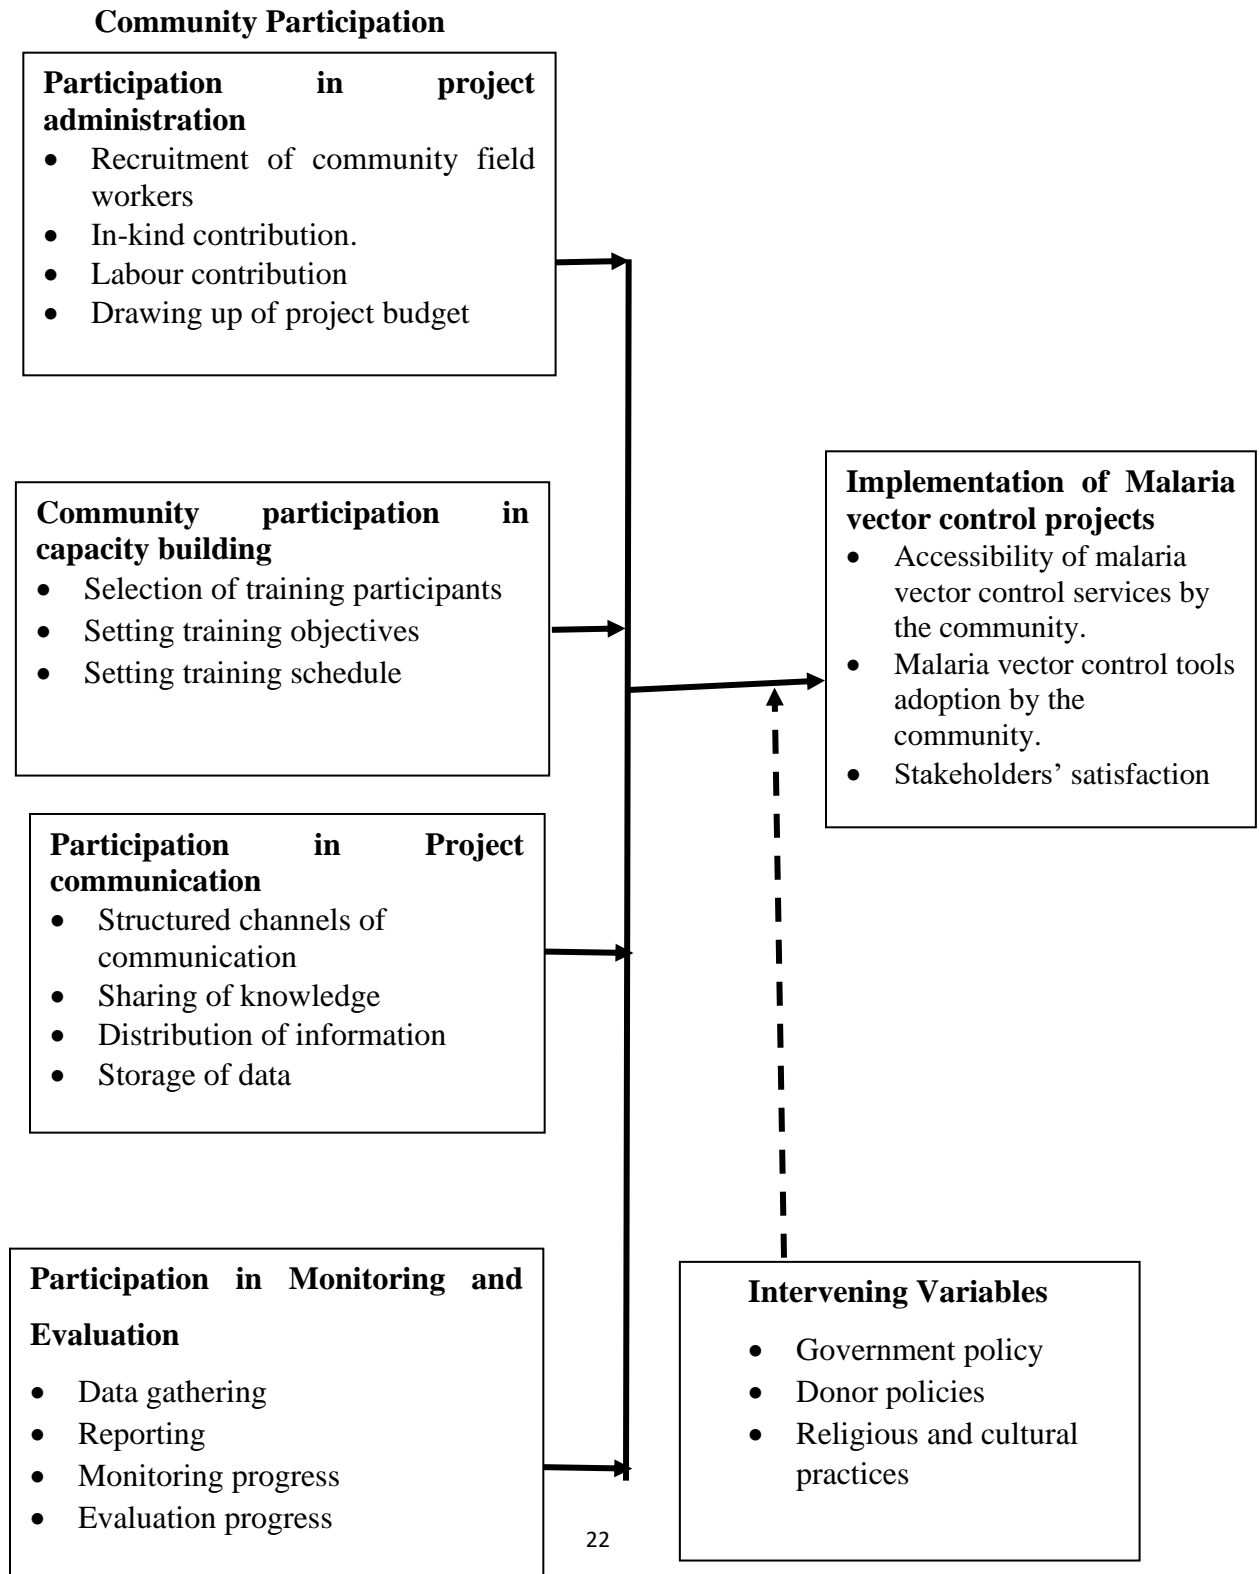 Community Participation
Participation in project
administration
• Recruitment of community field
workers
• In-kind contribution.
• Labour contribution
• Drawing up of project budget
Community participation in
capacity building
• Selection of training participants
• Setting training objectives
• Setting training schedule
Participation in Project
communication
• Structured channels of
communication
• Sharing of knowledge
• Distribution of information
• Storage of data
Participation in Monitoring and
Evaluation
• Data gathering
• Reporting
• Monitoring progress
• Evaluation progress
Implementation of Malaria
vector control projects
• Accessibility of malaria
vector control services by
the community.
• Malaria vector control tools
adoption by the
community.
• Stakeholders’ satisfaction
Intervening Variables
• Government policy
• Donor policies
• Religious and cultural
practices
22